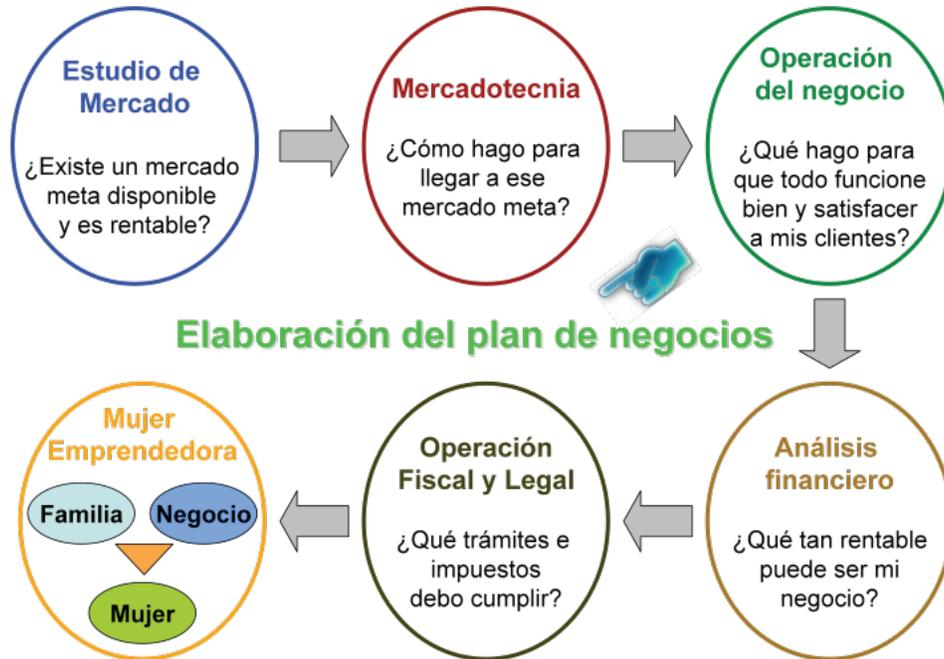 Estudio de
Mercado
¿Existe un mercado
meta disponible
y es rentable?
Mercadotecnia
¿Cómo hago para
llegar a ese
mercado meta?
Operación
del negocio
¿Qué hago para
que todo funcione
bien y satisfacer
a mis clientes?
Elaboración del plan de negocios
Análisis
financiero
¿Qué tan rentable
puede ser mi
negocio?
Operación
Fiscal y Legal
¿Qué trámites e
impuestos
debo cumplir?
Mujer
Emprendedora
Familia
Negocio
Mujer